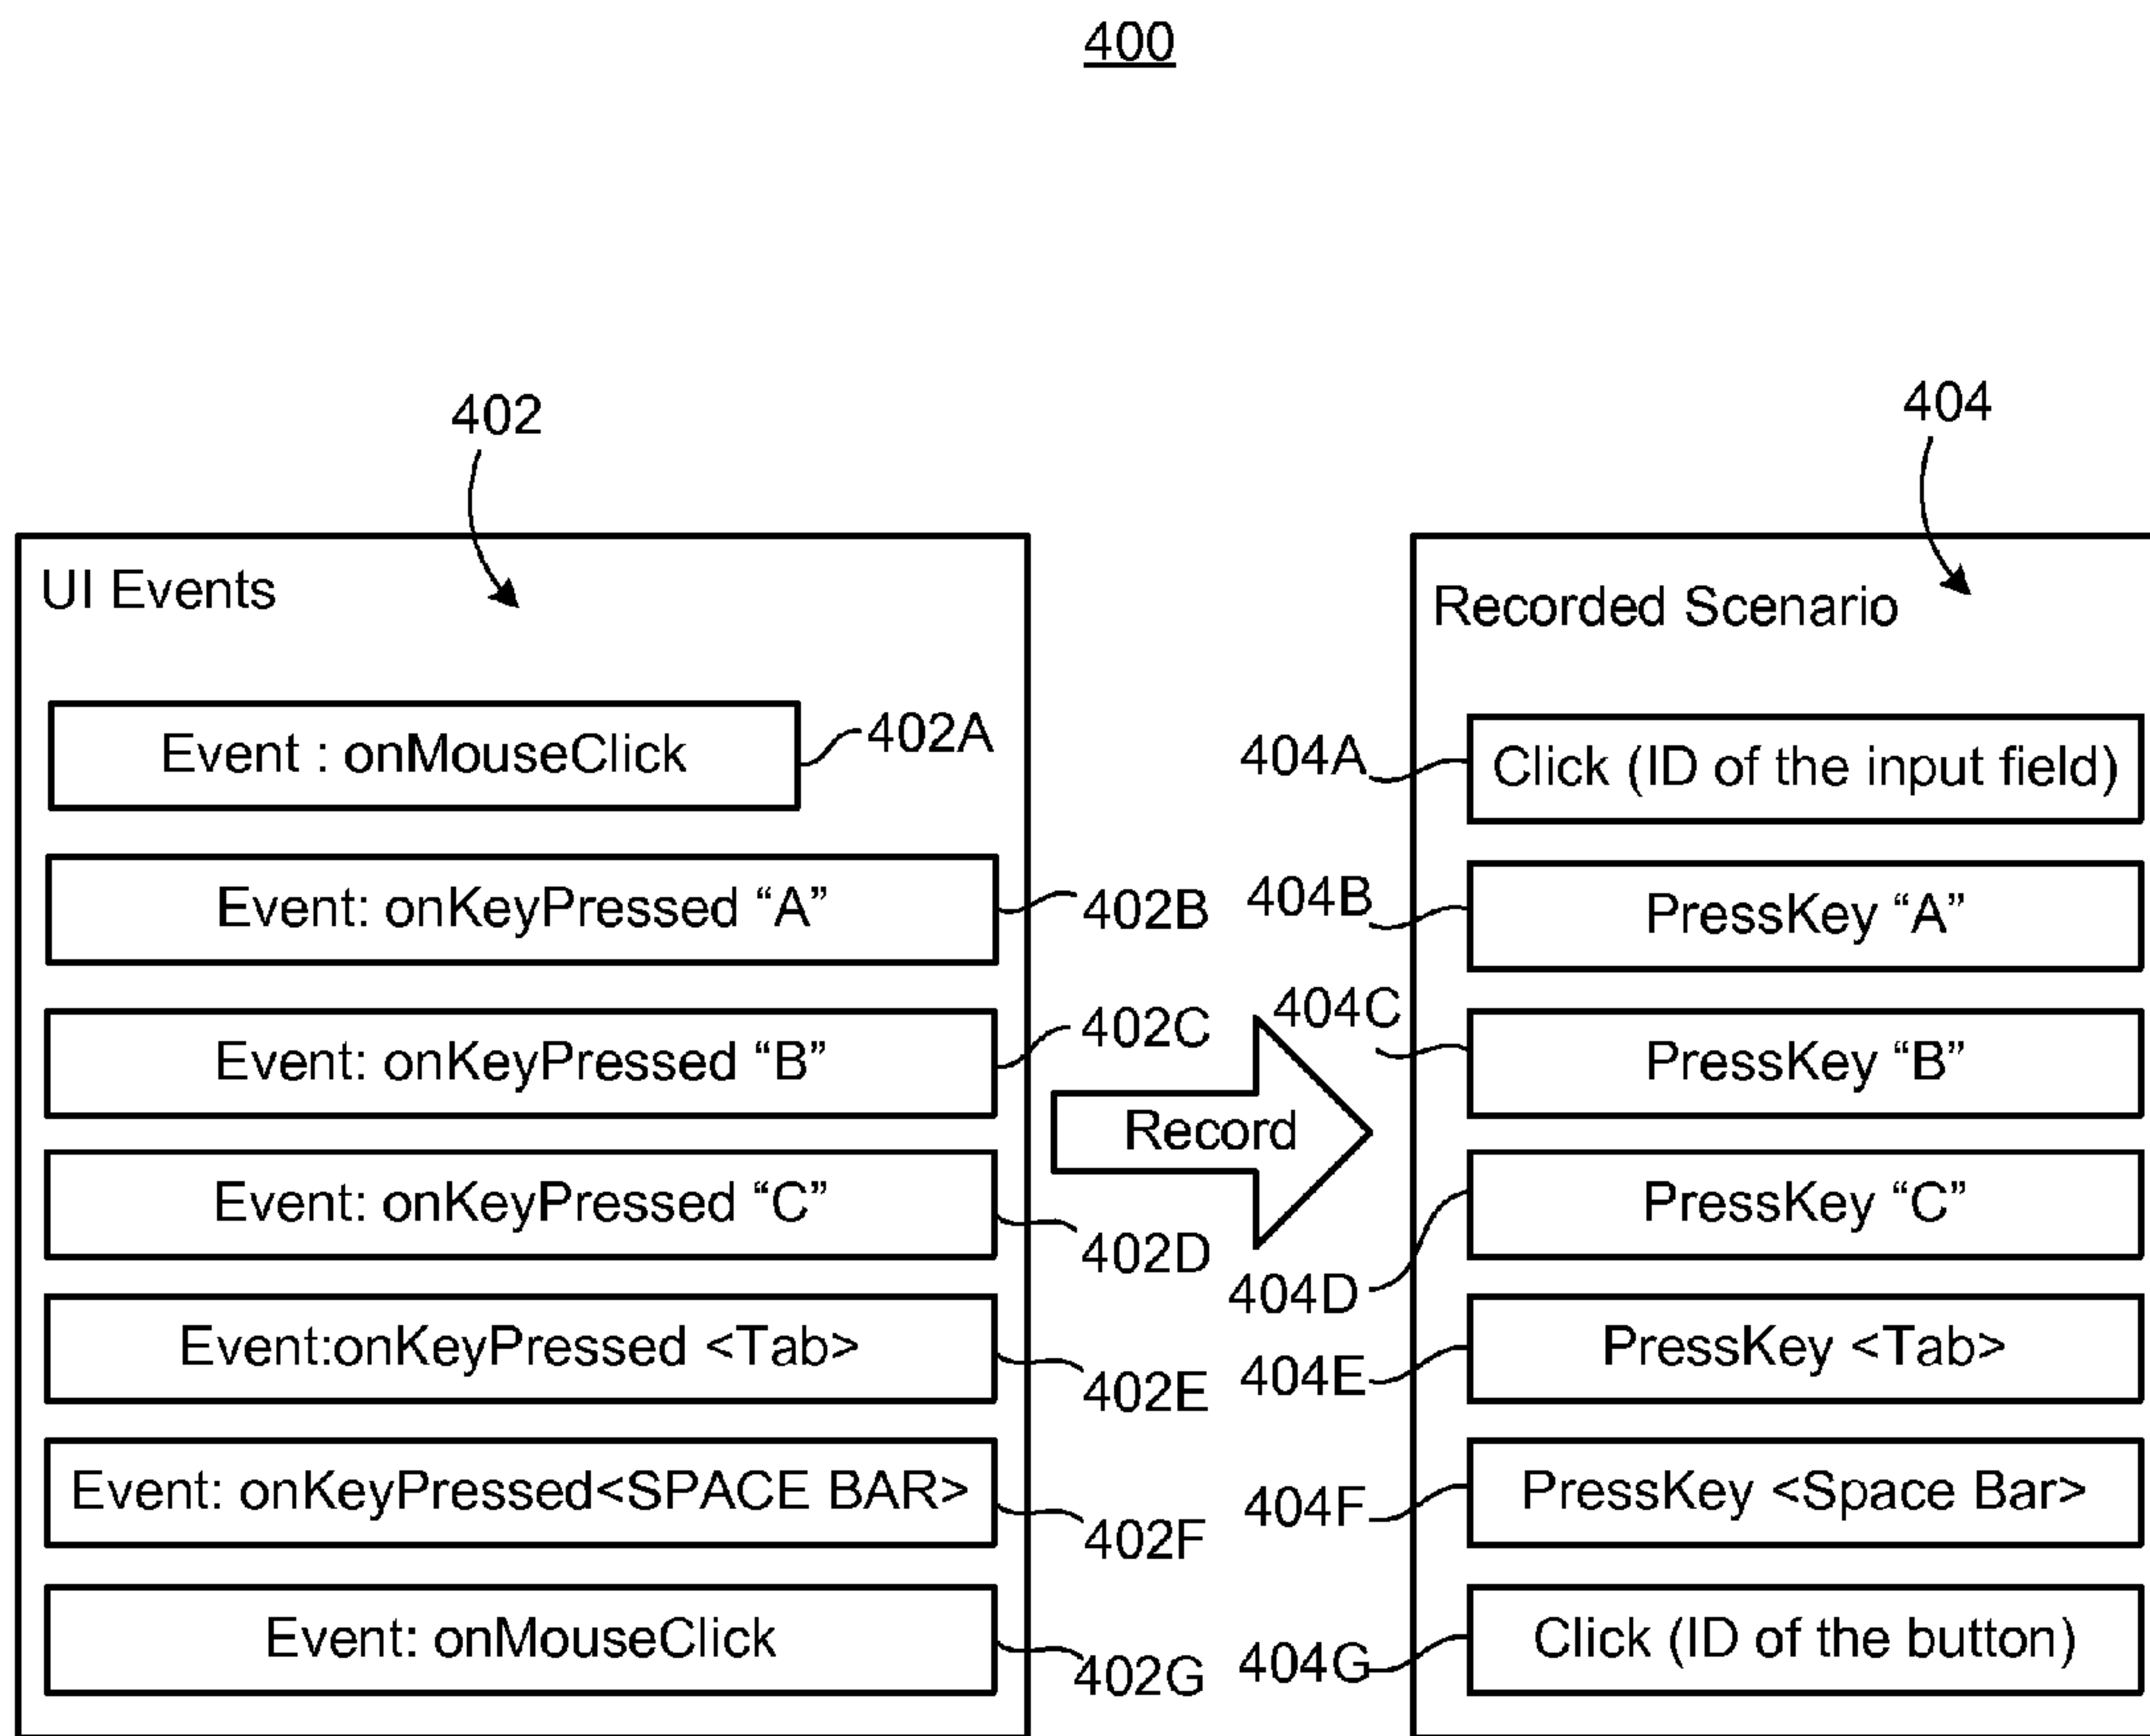 400
402
404
UI Events
Event : onMouseClick
402A
Event: onKeyPressed “A”
402B
Event: onKeyPressed “B”
402C
Event: onKeyPressed “C”
402D
Event:onKeyPressed <Tab>
402E
Event: onKeyPressed<SPACE BAR>
402F
Event: onMouseClick
402G
Record
Recorded Scenario
404A
Click (ID of the input field)
404B
PressKey “A”
404C
PressKey “B”
404D
PressKey “C”
404E
PressKey <Tab>
404F
PressKey <Space Bar>
404G
Click (ID of the button)